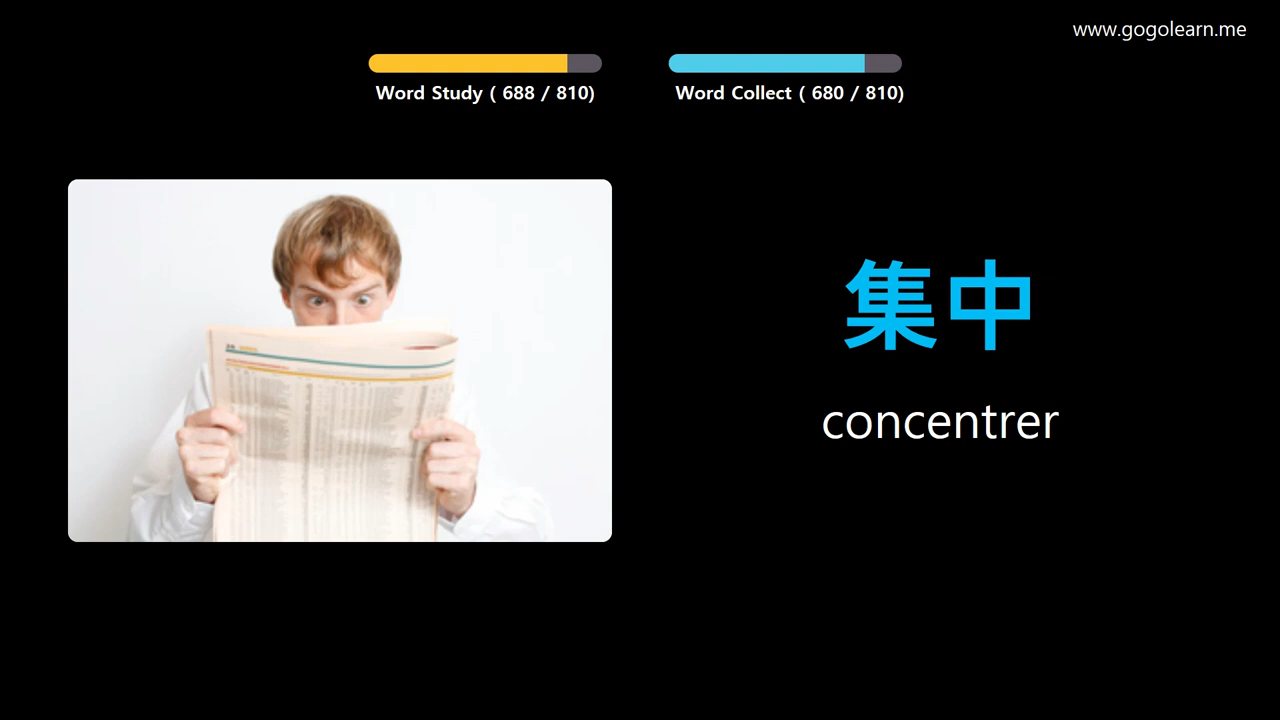 www.gogolearn.me
Word Study ( 688 / 810)
Word Collect ( 680 / 810)
集中
concentrer